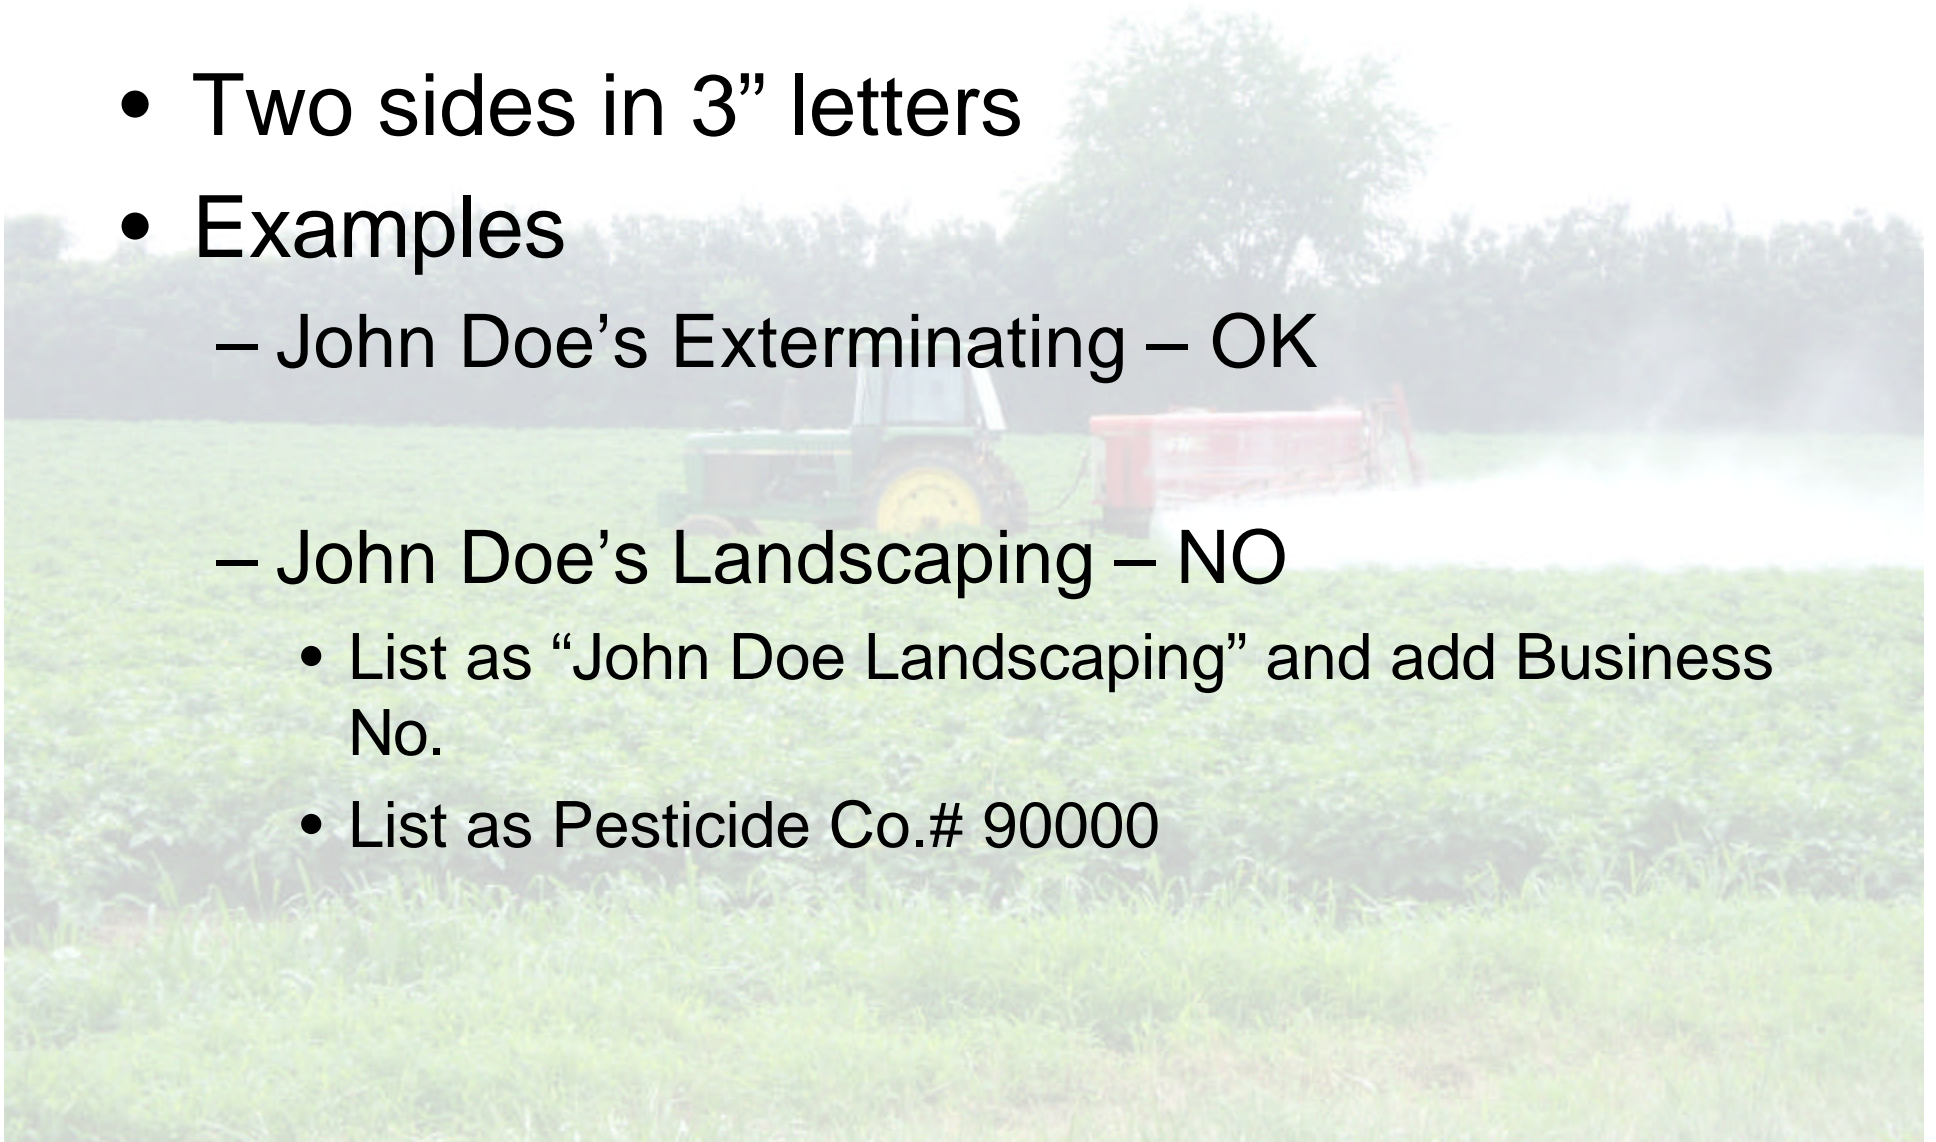 • Two sides in 3” letters
• Examples
– John Doe’s Exterminating – OK
– John Doe’s Landscaping – NO
• List as “John Doe Landscaping” and add Business
No.
• List as Pesticide Co.# 90000